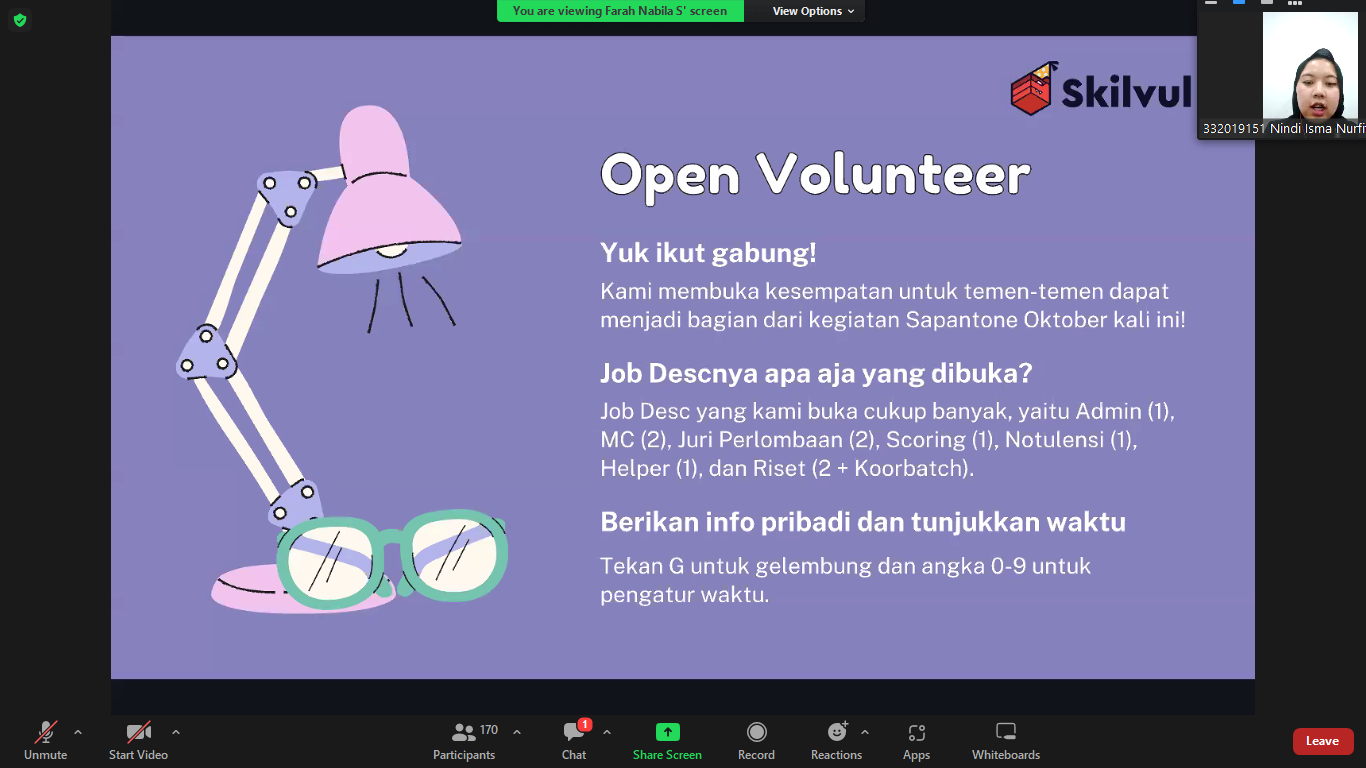 You are viewing Farah Nabila S' screen
View Options
Skilvul
332019151 Nindi Isma Nurfi
Open Volunteer
Yuk ikut gabung!
Kami membuka kesempatan untuk temen-temen dapat
menjadi bagian dari kegiatan Sapantone Oktober kali ini!
Job Descnya apa aja yang dibuka?
Job Desc yang kami buka cukup banyak, yaitu Admin (1),
MC (2), Juri Perlombaan (2), Scoring (1), Notulensi (1),
Helper (1), dan Riset (2 + Koorbatch).
Berikan info pribadi dan tunjukkan waktu
Tekan G untuk gelembung dan angka 0-9 untuk
pengatur waktu.
Unmute
Start Video
170
Participants
1
Chat
Share Screen
Record
Reactions
Apps
Whiteboards
Leave